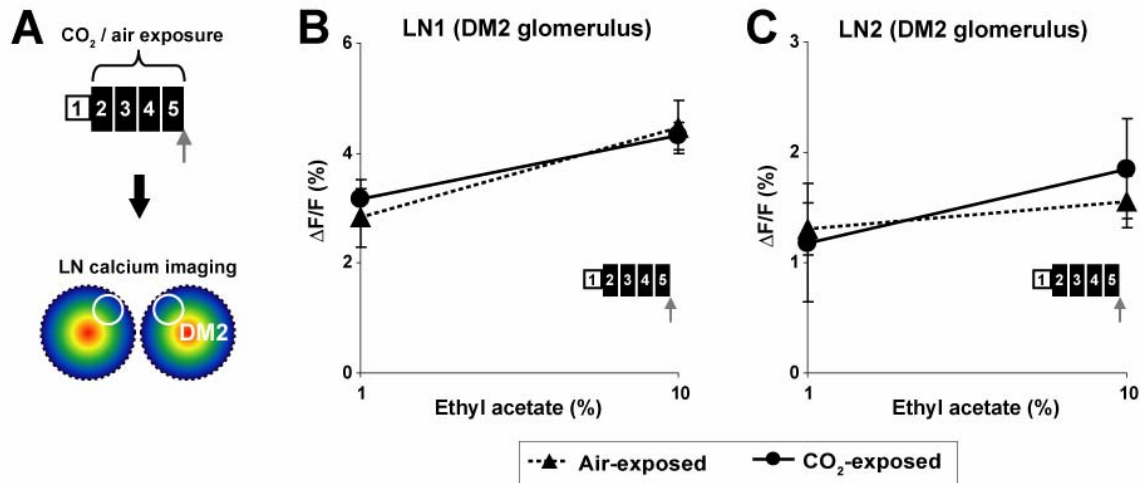 A
CO₂ / air exposure
1 2 3 4 5
LN calcium imaging
DM2
B
LN1 (DM2 glomerulus)
6
4
2
0
ΔF/F (%)
1 2 3 4 5
1 10
Ethyl acetate (%)
C
LN2 (DM2 glomerulus)
3
2
1
0
ΔF/F (%)
1 2 3 4 5
1 10
Ethyl acetate (%)
Air-exposed CO₂-exposed